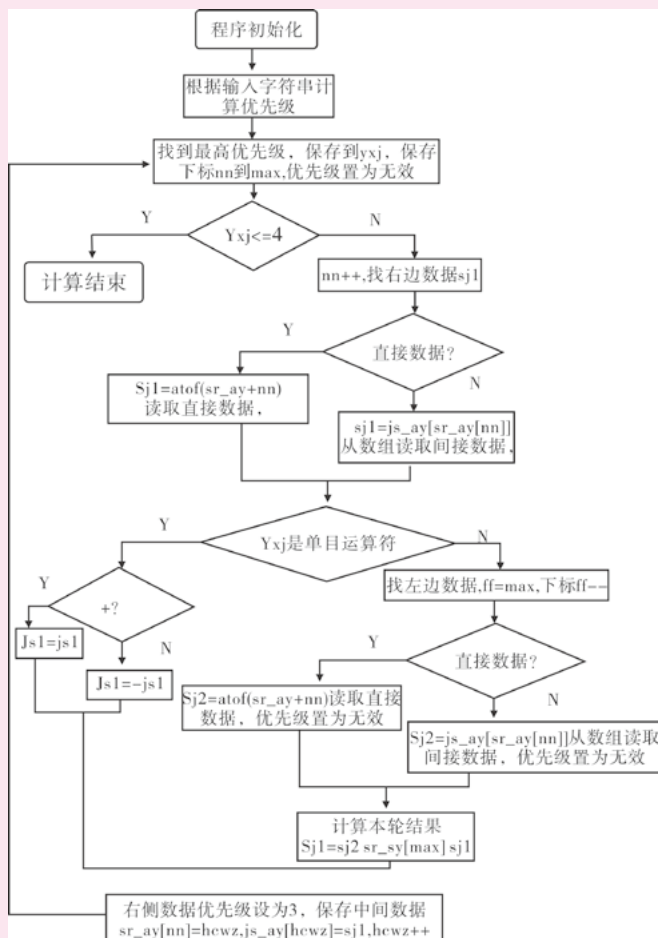 程序初始化
根据输入字符串计
算优先级
找到最高优先级，保存到yxj，保存
下标nn到max,优先级置为无效
Y
Yxj<=4
N
计算结束
nn++,找右边数据sj1
Y
直接数据?
N
Sj1=atof(sr_ay+nn)
读取直接数据,
sj1=js_ay[sr_ay[nn]]
从数组读取间接数据,
Y
Yxj是单目运算符
N
找左边数据,ff=max,下标ff--
Y
+?
N
Js1=js1
Js1=-js1
Y
直接数据?
N
Sj2=atof(sr_ay+nn)读取直接
数据，优先级置为无效
Sj2=js_ay[sr_ay[nn]]从数组读取
间接数据，优先级置为无效
计算本轮结果
Sj1=sj2 sr_sy[max] sj1
右侧数据优先级设为3，保存中间数据
sr_ay[nn]=hcwz,js_ay[hcwz]=sj1,hcwz++